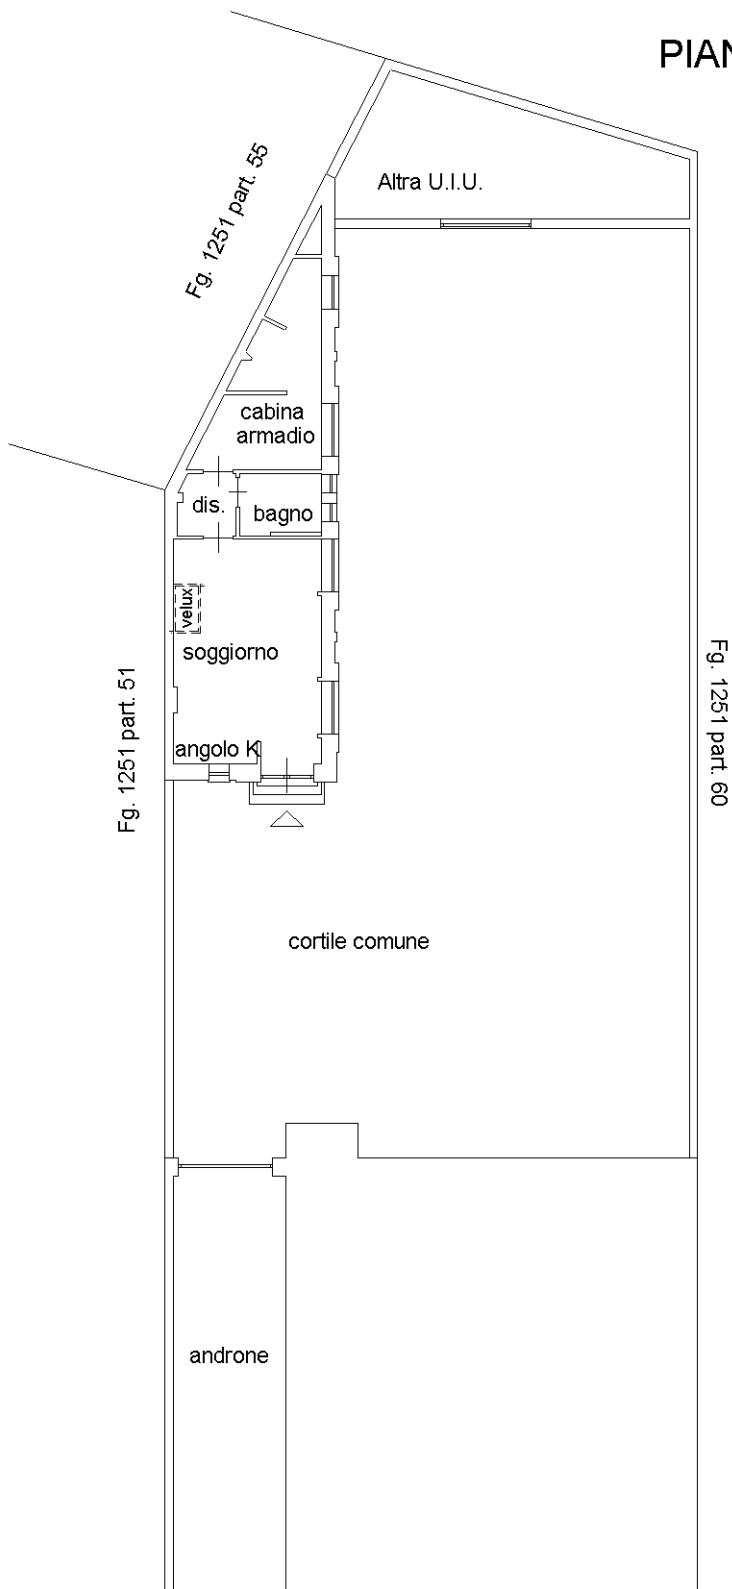 PIAN
Altra U.I.U.
Fg. 1251 part. 55
cabina
armadio
dis.
bagno
velux
soggiorno
angolo K
Fg. 1251 part. 51
Fg. 1251 part. 60
cortile comune
androne